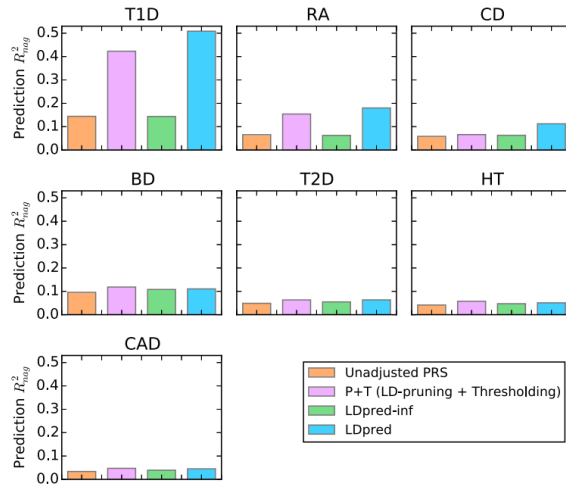 T1D
RA
CD
Prediction R²nag
0.5
0.4
0.3
0.2
0.1
0.0
BD
T2D
HT
Prediction R²nag
0.5
0.4
0.3
0.2
0.1
0.0
CAD
Prediction R²nag
0.5
0.4
0.3
0.2
0.1
0.0
Unadjusted PRS
P+T (LD-pruning + Thresholding)
LDpred-inf
LDpred